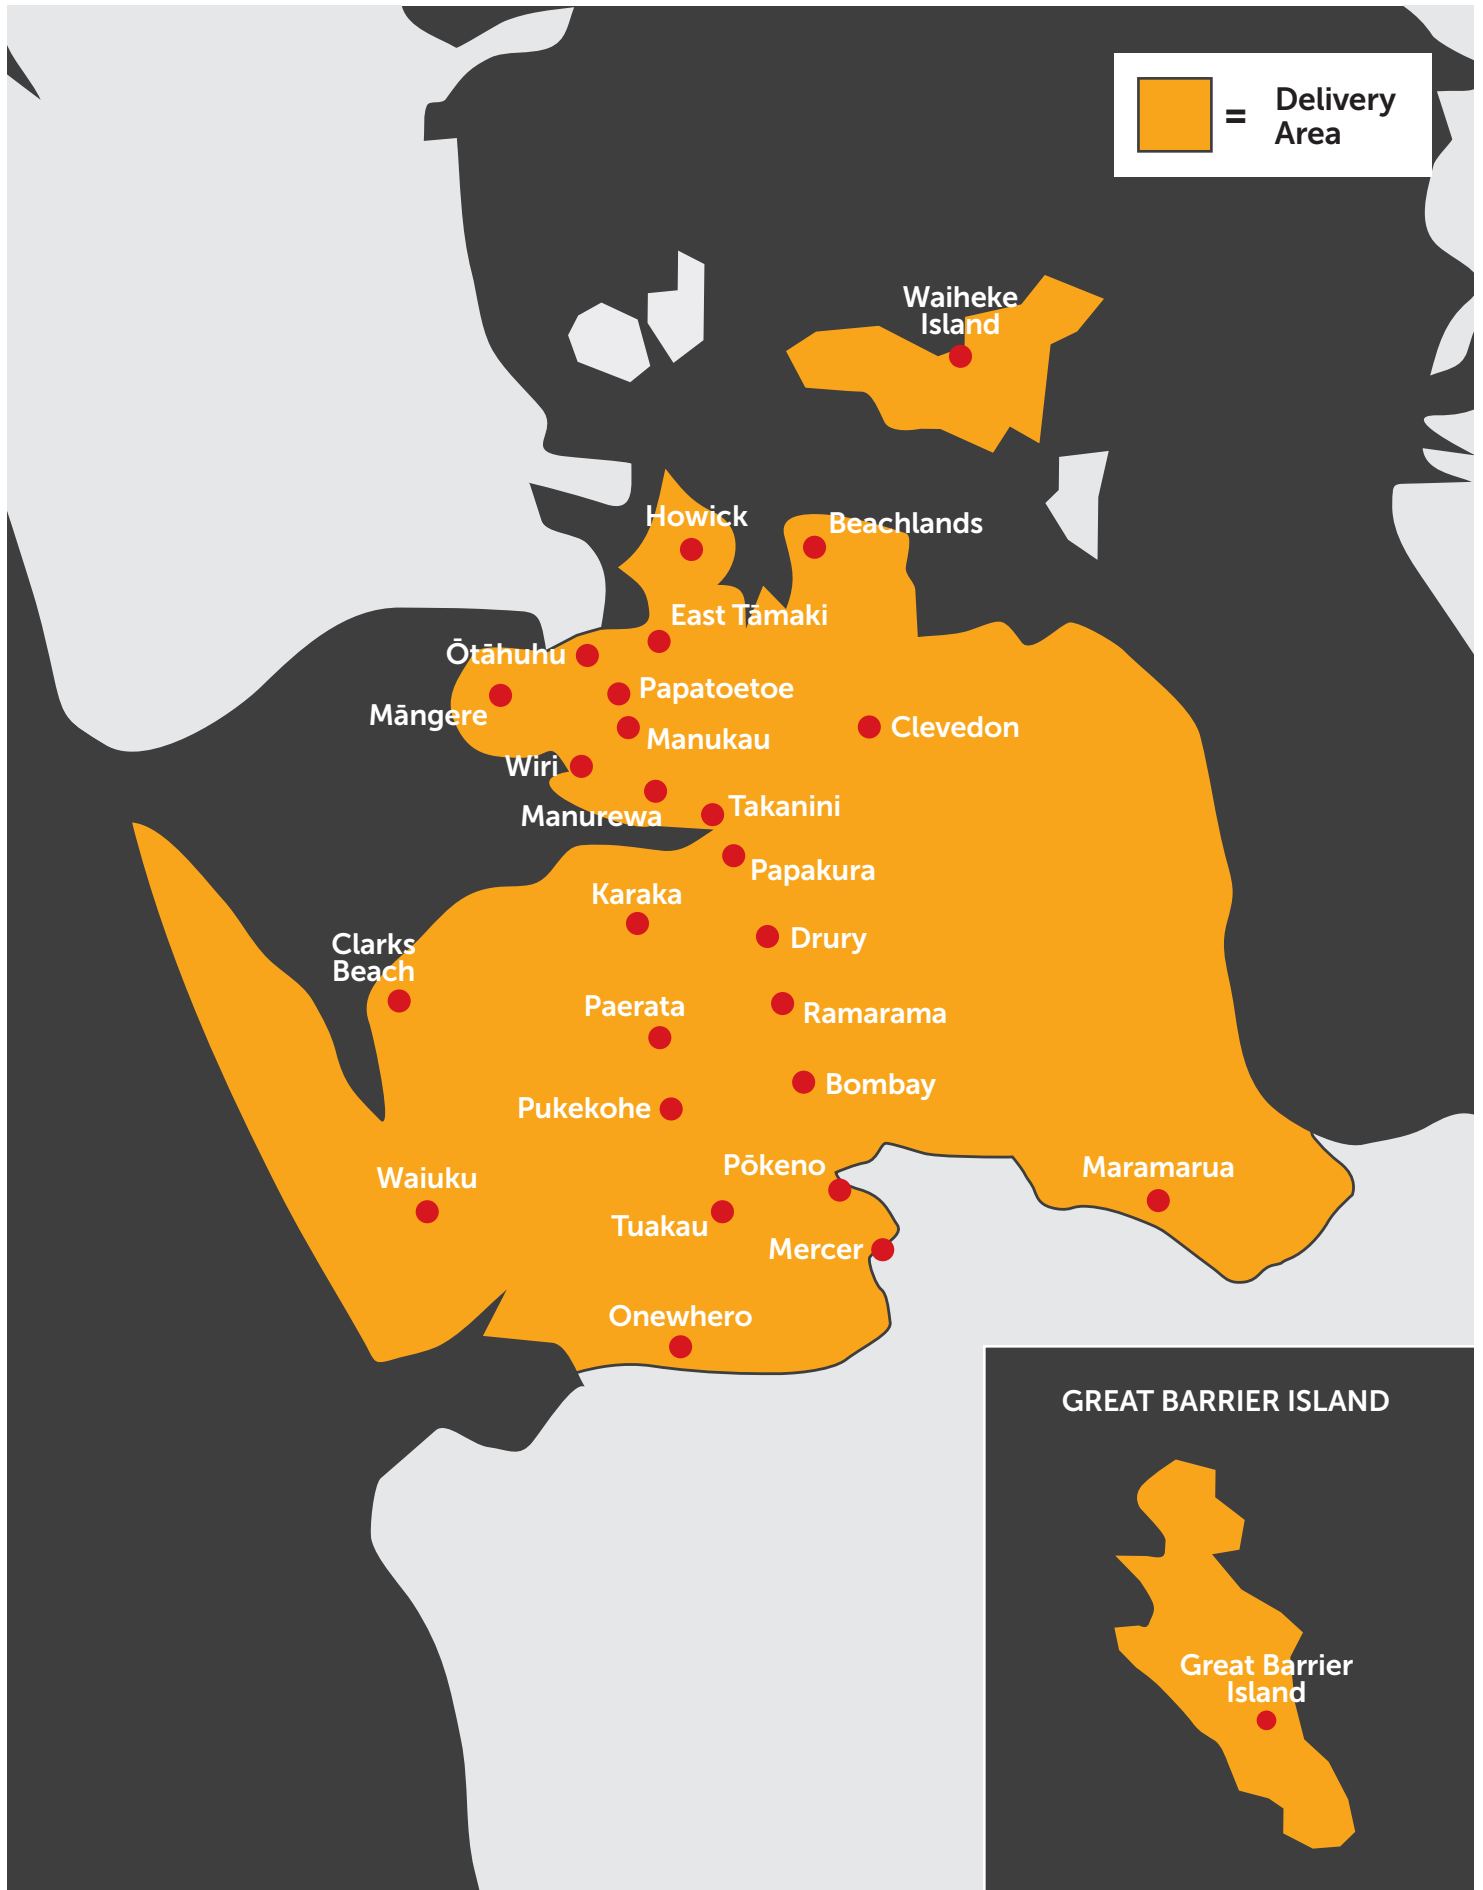 =
Delivery
Area
Waiheke
Island
Howick
Beachlands
East Tāmaki
Ōtāhuhu
Papatoetoe
Māngere
Clevedon
Manukau
Wiri
Takanini
Manurewa
Papakura
Karaka
Drury
Clarks
Beach
Paerata
Ramarama
Bombay
Pukekohe
Pōkeno
Maramarua
Waiuku
Tuakau
Mercer
Onewhero
GREAT BARRIER ISLAND
Great Barrier
Island